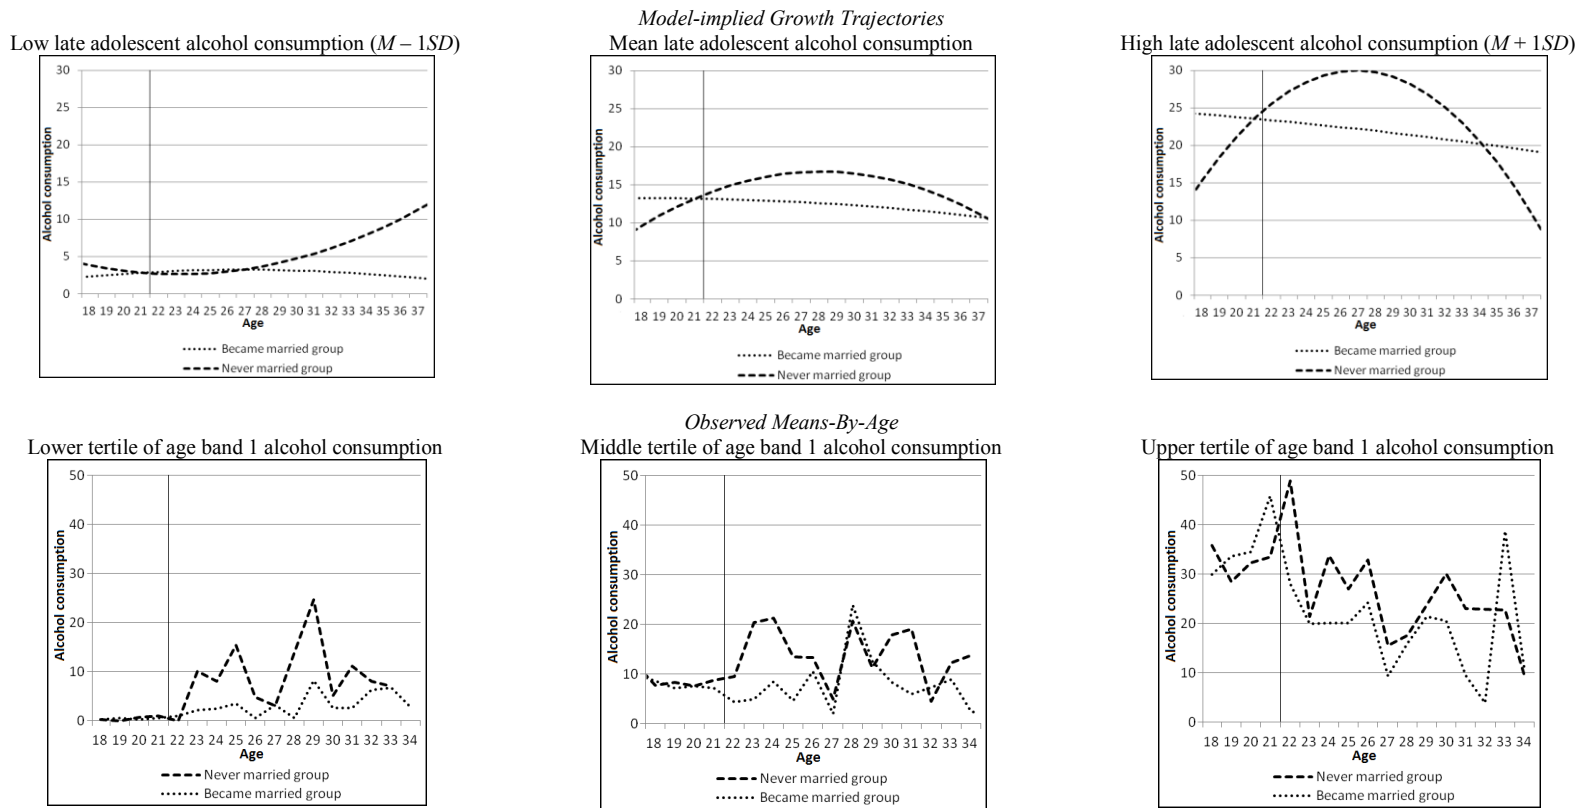 Model-implied Growth Trajectories
Low late adolescent alcohol consumption (M – 1SD)
30
25
20
15
10
5
0
Alcohol consumption
18 19 20 21 22 23 24 25 26 27 28 29 30 31 32 33 34 35 36 37
Age
Became married group
Never married group
Mean late adolescent alcohol consumption
30
25
20
15
10
5
0
Alcohol consumption
18 19 20 21 22 23 24 25 26 27 28 29 30 31 32 33 34 35 36 37
Age
Became married group
Never married group
High late adolescent alcohol consumption (M + 1SD)
30
25
20
15
10
5
0
Alcohol consumption
18 19 20 21 22 23 24 25 26 27 28 29 30 31 32 33 34 35 36 37
Age
Became married group
Never married group
Observed Means-By-Age
Lower tertile of age band 1 alcohol consumption
50
40
30
20
10
0
Alcohol consumption
18 19 20 21 22 23 24 25 26 27 28 29 30 31 32 33 34
Age
Never married group
Became married group
Middle tertile of age band 1 alcohol consumption
50
40
30
20
10
0
Alcohol consumption
18 19 20 21 22 23 24 25 26 27 28 29 30 31 32 33 34
Age
Never married group
Became married group
Upper tertile of age band 1 alcohol consumption
50
40
30
20
10
0
Alcohol consumption
18 19 20 21 22 23 24 25 26 27 28 29 30 31 32 33 34
Age
Never married group
Became married group